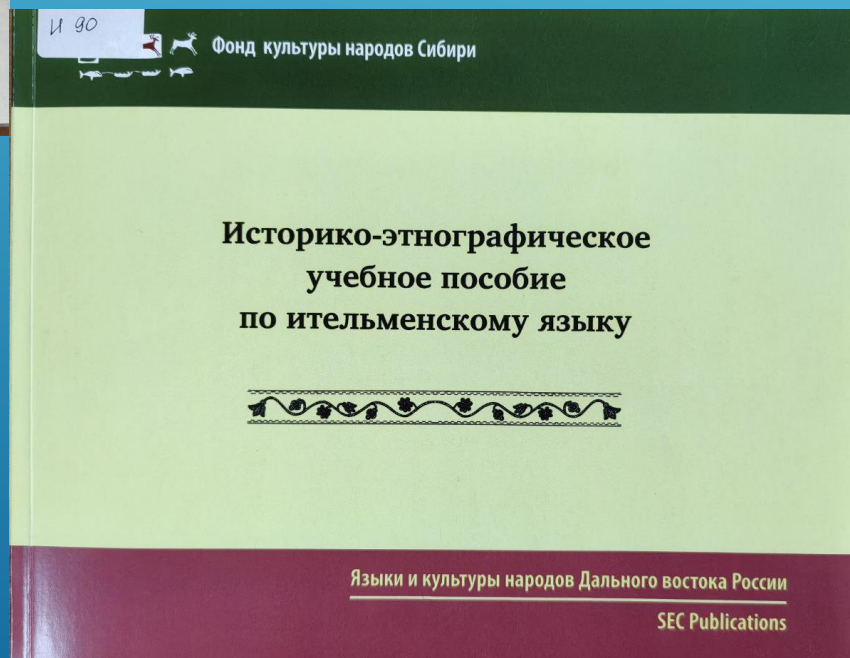 И 90
Фонд культуры народов Сибири
Историко-этнографическое
учебное пособие
по ительменскому языку
Языки и культуры народов Дального востока России
SEC Publications